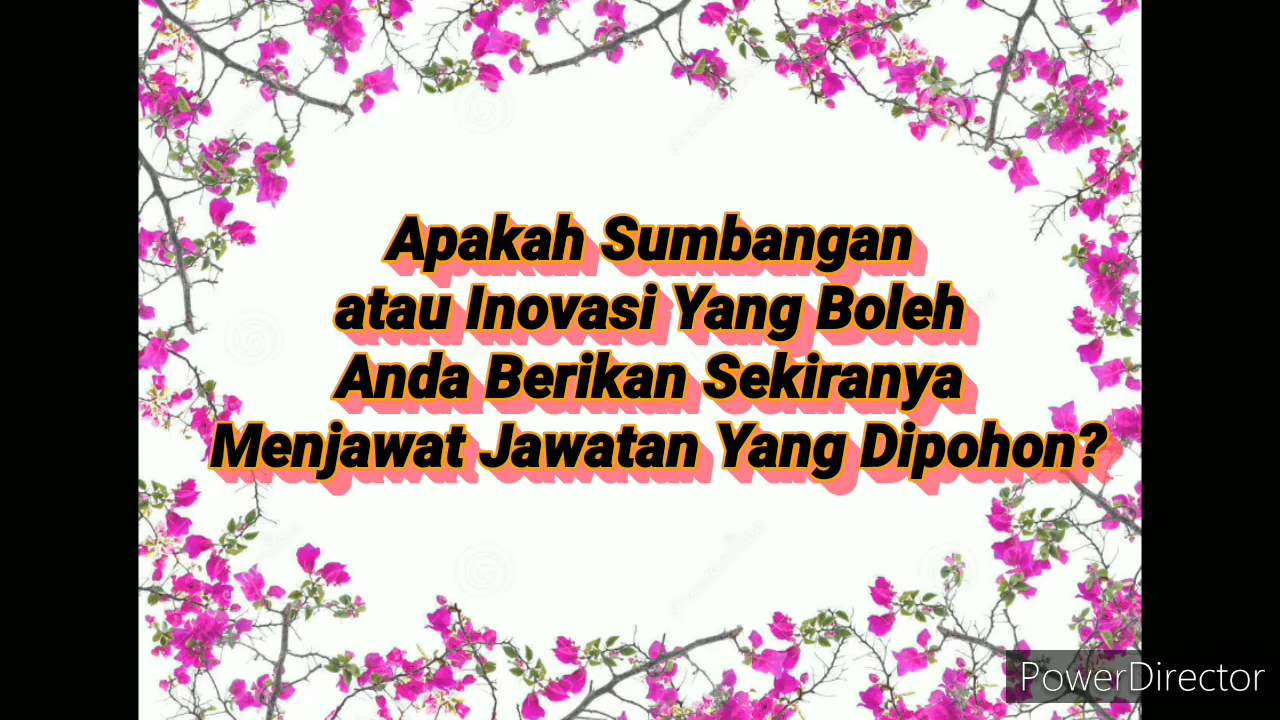 Apakah Sumbangan
atau Inovasi Yang Boleh
Anda Berikan Sekiranya
Menjawat Jawatan Yang Dipohon?
PowerDirector